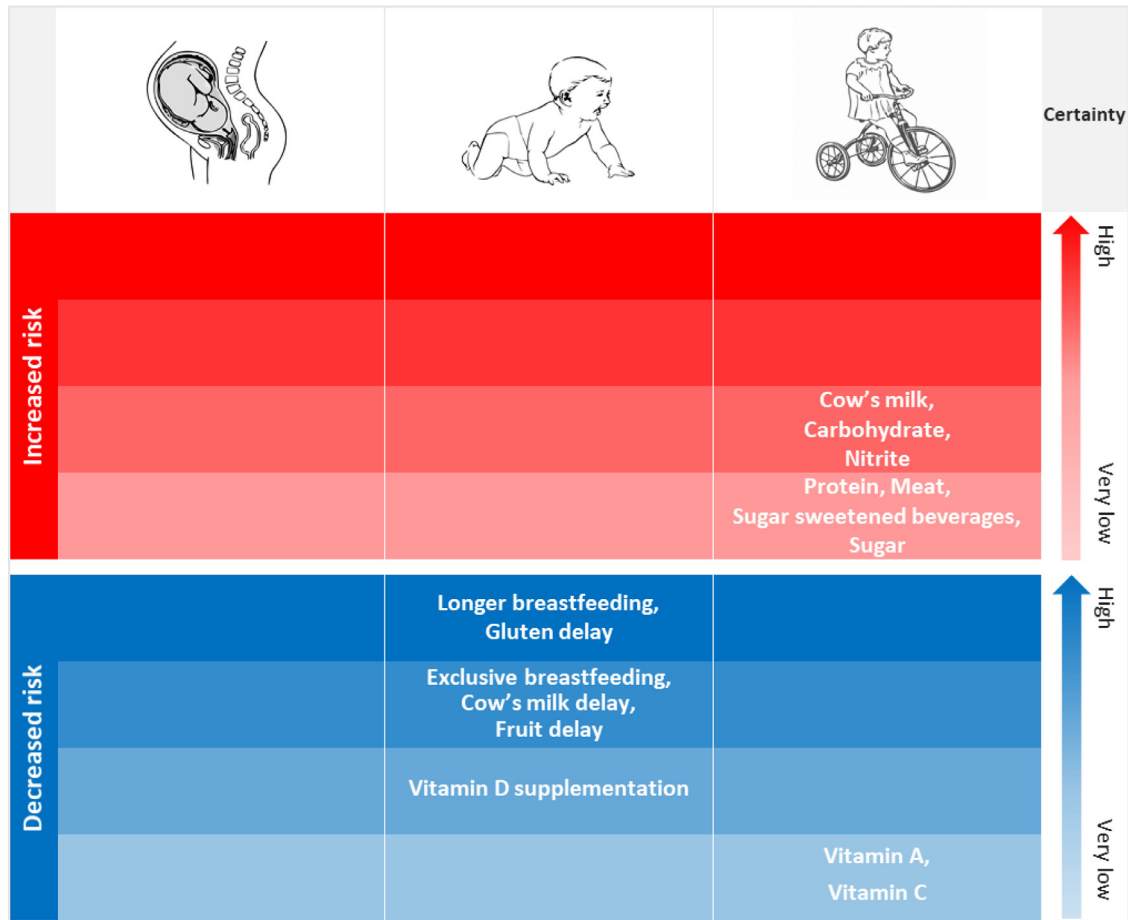 Certainty
Increased risk
High
Cow's milk,
Carbohydrate,
Nitrite
Protein, Meat,
Sugar sweetened beverages,
Sugar
Very low
Decreased risk
Longer breastfeeding,
Gluten delay
High
Exclusive breastfeeding,
Cow's milk delay,
Fruit delay
Vitamin D supplementation
Vitamin A,
Vitamin C
Very low